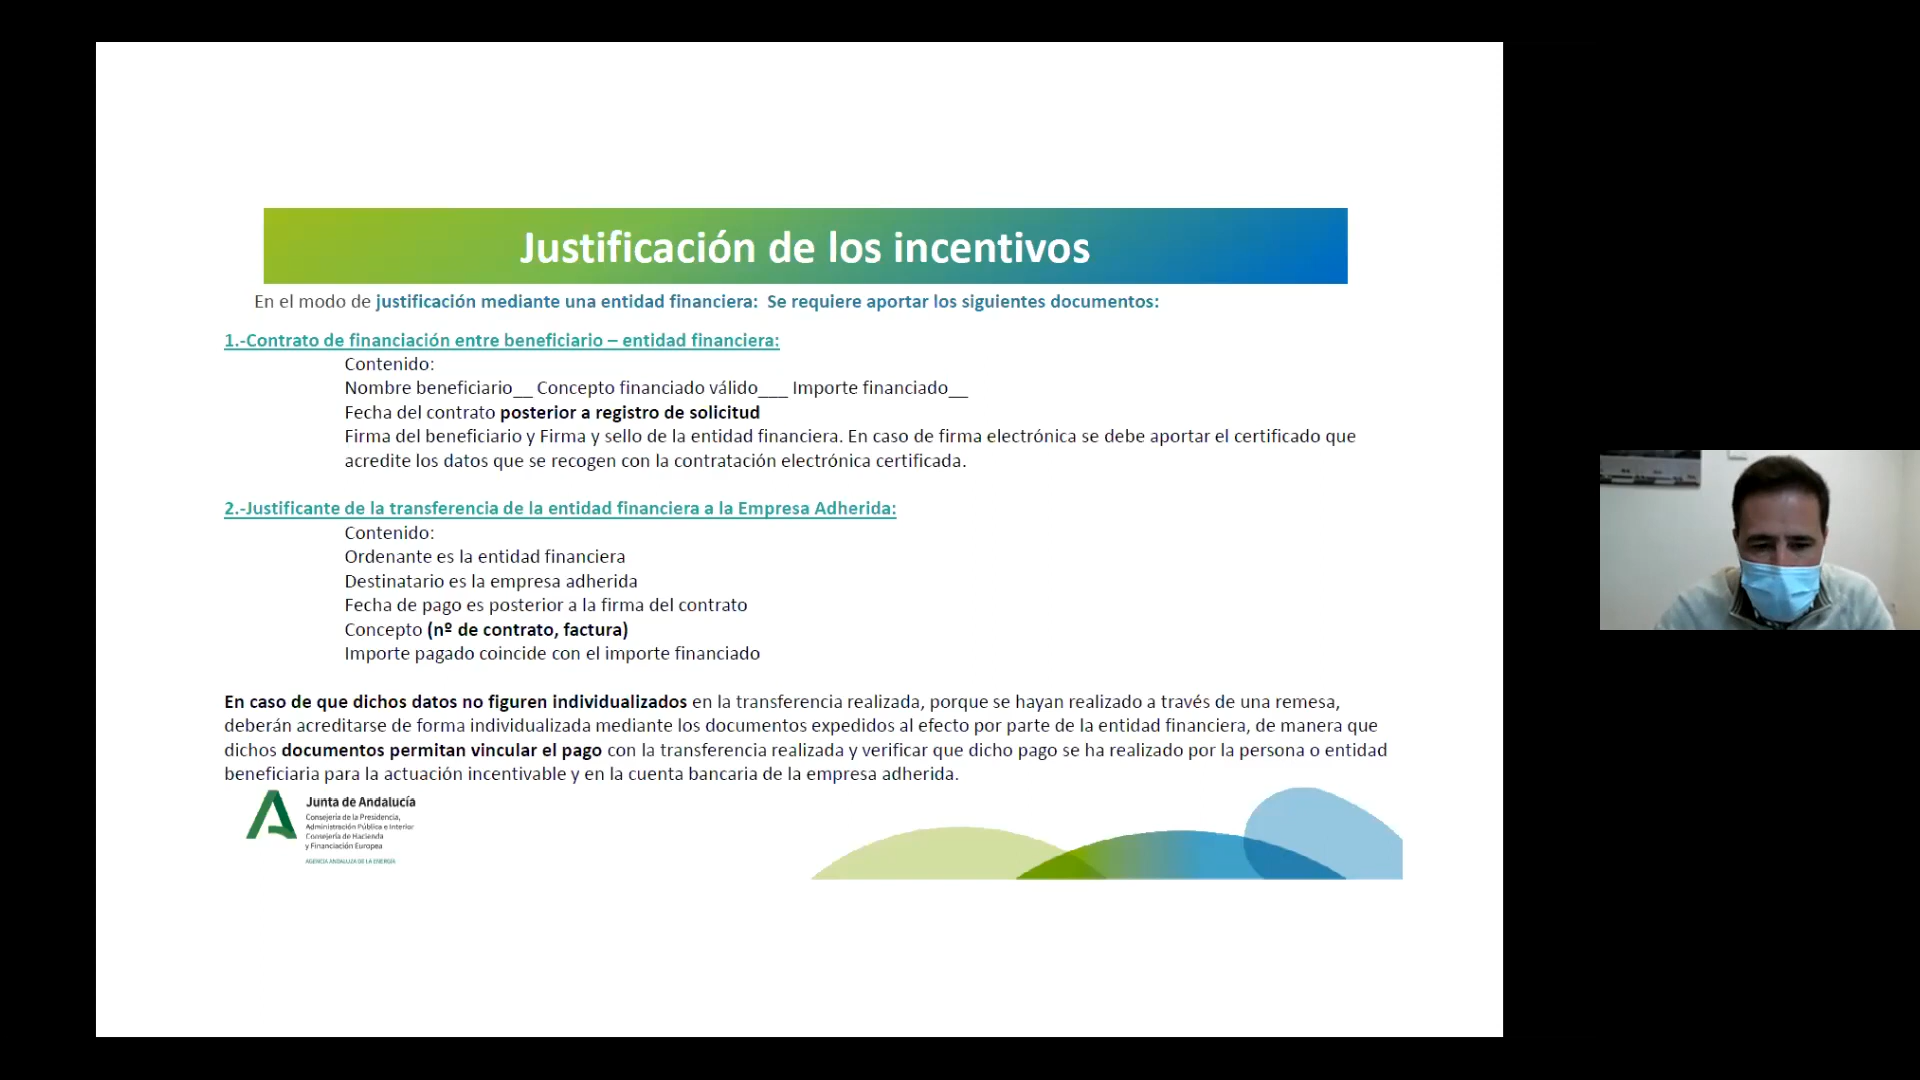 Justificación de los incentivos
En el modo de justificación mediante una entidad financiera: Se requiere aportar los siguientes documentos:
1.-Contrato de financiación entre beneficiario – entidad financiera:
Contenido:
Nombre beneficiario__ Concepto financiado válido___ Importe financiado__
Fecha del contrato posterior a registro de solicitud
Firma del beneficiario y Firma y sello de la entidad financiera. En caso de firma electrónica se debe aportar el certificado que
acredite los datos que se recogen con la contratación electrónica certificada.
2.-Justificante de la transferencia de la entidad financiera a la Empresa Adherida:
Contenido:
Ordenante es la entidad financiera
Destinatario es la empresa adherida
Fecha de pago es posterior a la firma del contrato
Concepto (nº de contrato, factura)
Importe pagado coincide con el importe financiado
En caso de que dichos datos no figuren individualizados en la transferencia realizada, porque se hayan realizado a través de una remesa,
deberán acreditarse de forma individualizada mediante los documentos expedidos al efecto por parte de la entidad financiera, de manera que
dichos documentos permitan vincular el pago con la transferencia realizada y verificar que dicho pago se ha realizado por la persona o entidad
beneficiaria para la actuación incentivable y en la cuenta bancaria de la empresa adherida.
Junta de Andalucía
Consejería de la Presidencia,
Administración Pública e Interior
Consejería de Hacienda
y Financiación Europea
AGENCIA ANDALUZA DE LA ENERGÍA